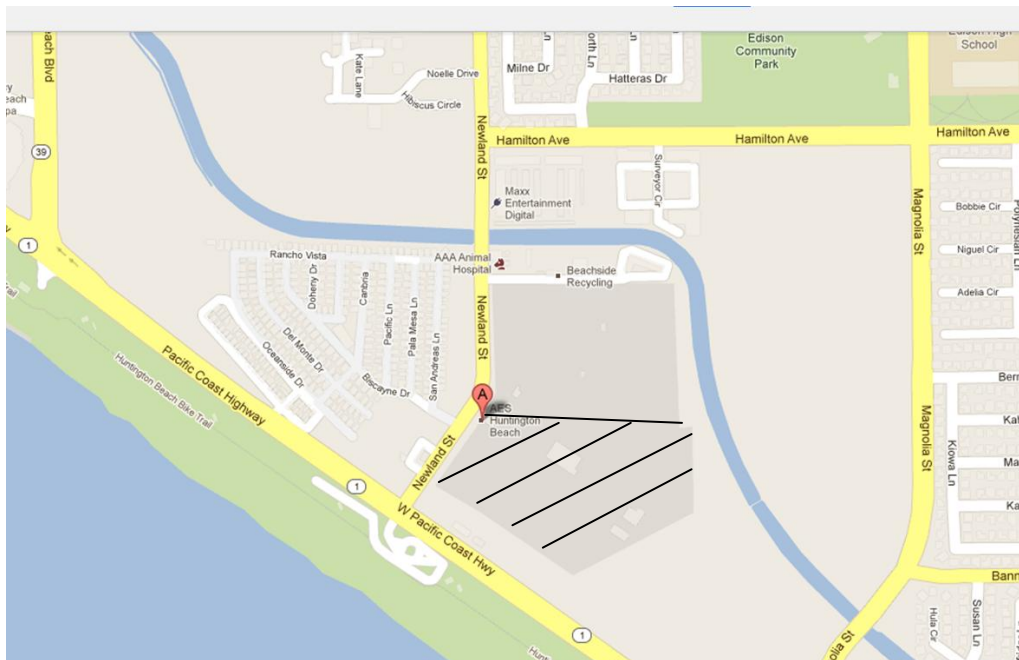 Edison
Community
Park
School
Milne Dr
Hatteras Dr
Kate Lane
Noelle Drive
Hibiscus Circle
39
Newland St
Hamilton Ave
Hamilton Ave
Hamilton Ave
Surveyor Cir
Maxx
Entertainment
Digital
Magnolia St
Bobbie Cir
Niguel Cir
Adelia Cir
1
Rancho Vista
AAA Animal
Hospital
Beachside
Recycling
Doheny Dr
Cambria
Pacific Ln
Pala Mesa Ln
San Andreas Ln
Newland St
Del Monte Dr
Oceanside Dr
Biscayne Dr
Pacific Coast Highway
Huntington Beach Bike Trail
A
AES
Huntington
Beach
Newland St
1
W Pacific Coast Hwy
Magnolia St
Kiowa Ln
Hula Cir
Susan Ln
1